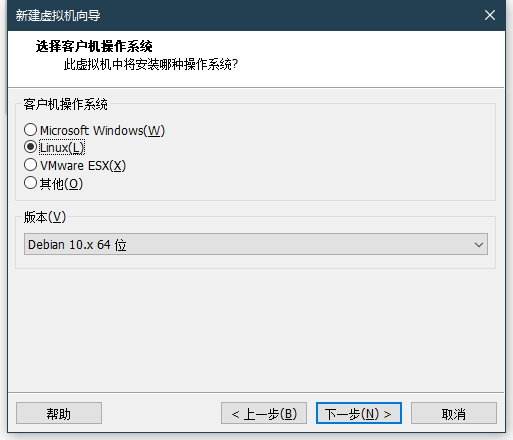 新建虚拟机向导
选择客户机操作系统
此虚拟机中将安装哪种操作系统?
客户机操作系统
Microsoft Windows(W)
Linux(L)
VMware ESX(X)
其他(O)
版本(V)
Debian 10.x 64 位
帮助
< 上一步(B)
下一步(N) >
取消